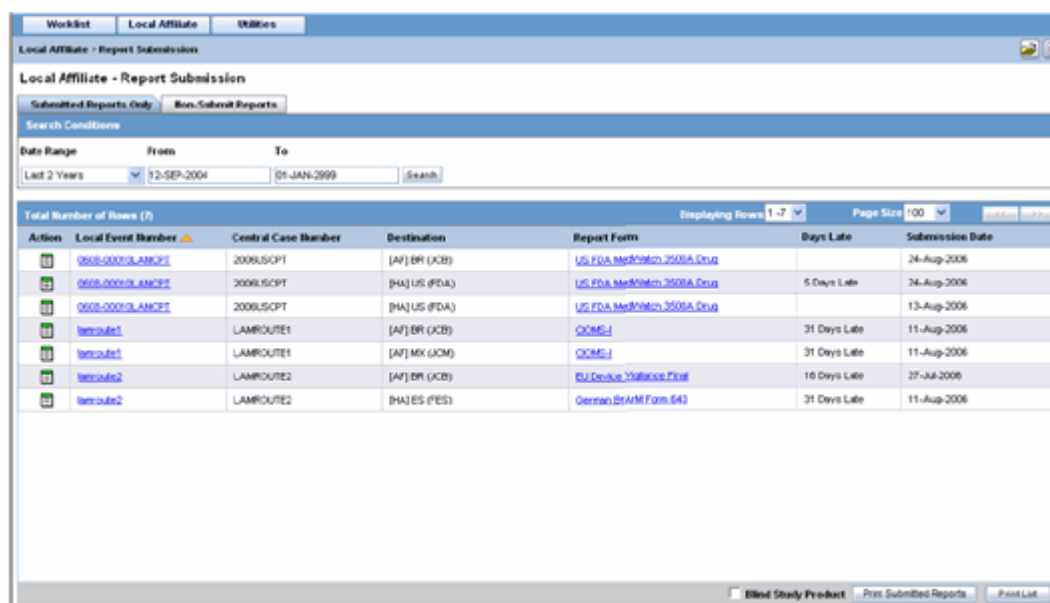 Worklist Local Affiliate Utilities
Local Affiliate - Report Submission
Local Affiliate - Report Submission
Submitted Reports Only Non-Submit Reports
Search Conditions
Date Range From To
Last 2 Years 12-SEP-2004 01-JAN-2999 Search
Total Number of Rows (7) Displaying Rows 1 -7 Page Size 100 << >>
Action Local Event Number Central Case Number Destination Report Form Days Late Submission Date
2006USCPT [AF] BR (JCB) US FDA MedWatch 3500A Drug 24-Aug-2006
2006USCPT [HA] US (FDA) US FDA MedWatch 3500A Drug 5 Days Late 24-Aug-2006
2006USCPT [HA] US (FDA) US FDA MedWatch 3500A Drug 13-Aug-2006
lamroute1 LAMROUTE1 [AF] BR (JCB) CIOMS-I 31 Days Late 11-Aug-2006
lamroute1 LAMROUTE1 [AF] MX (JCM) CIOMS-I 31 Days Late 11-Aug-2006
lamroute2 LAMROUTE2 [AF] BR (JCB) EU Device Vigilance Final 16 Days Late 27-Jul-2006
lamroute2 LAMROUTE2 [HA] ES (FES) German BfArM Form 643 31 Days Late 11-Aug-2006
Blind Study Product Print Submitted Reports Print List